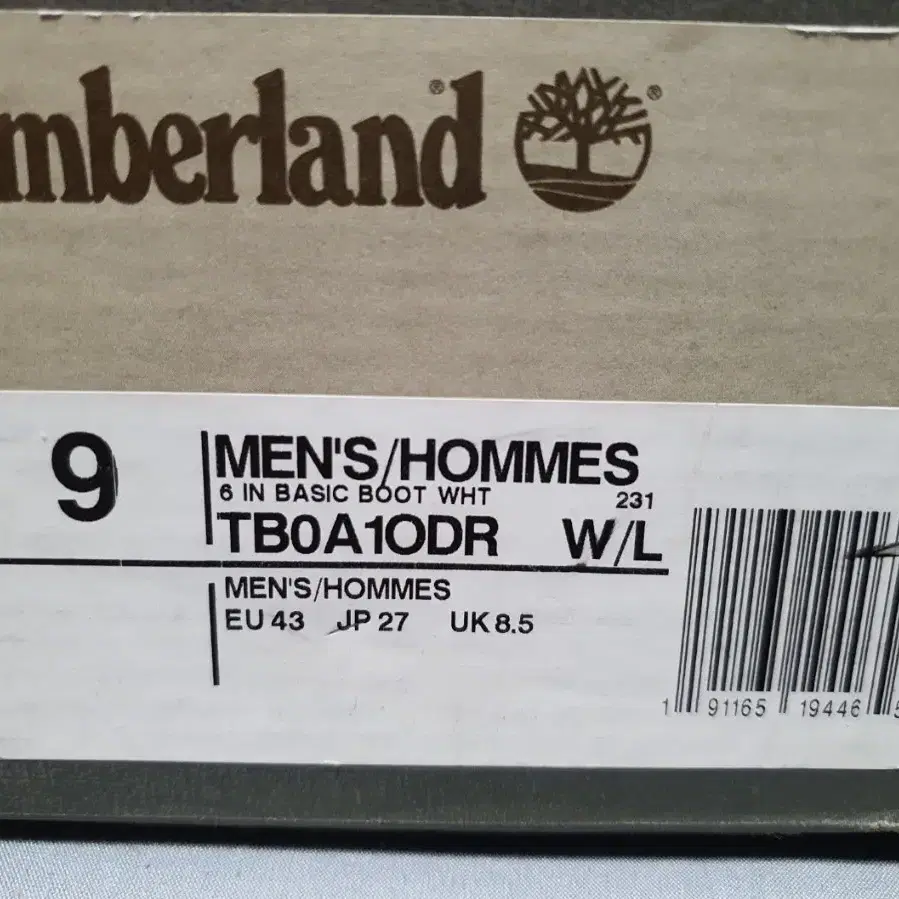 mberland®
®
9
MEN'S/HOMMES
6 IN BASIC BOOT WHT 231
TB0A1ODR W/L
MEN'S/HOMMES
EU 43 JP 27 UK 8.5
1 91165 19446 5